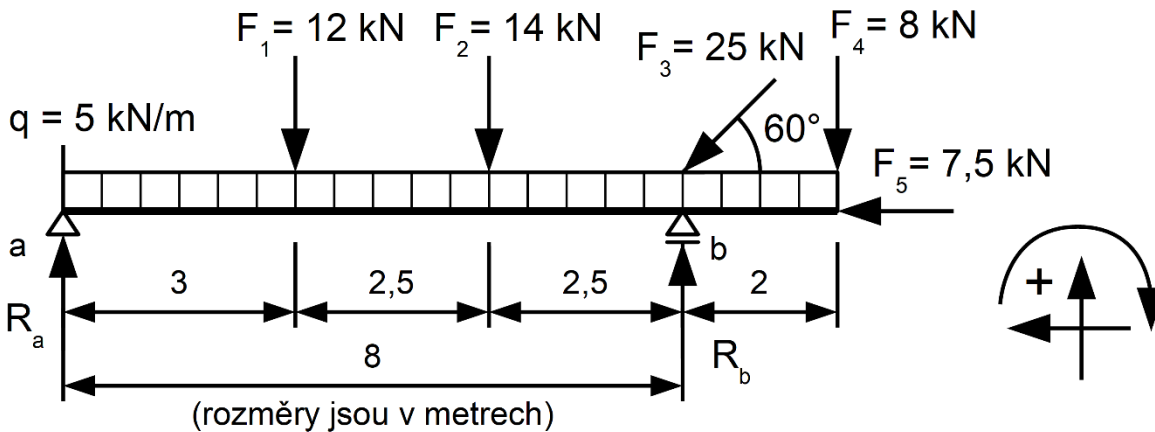 F₁= 12 kN
F₂= 14 kN
F₃= 25 kN
F₄= 8 kN
q = 5 kN/m
60°
F₅= 7,5 kN
a
b
3
2,5
2,5
2
+
Rₐ
8
R_b
(rozměry jsou v metrech)